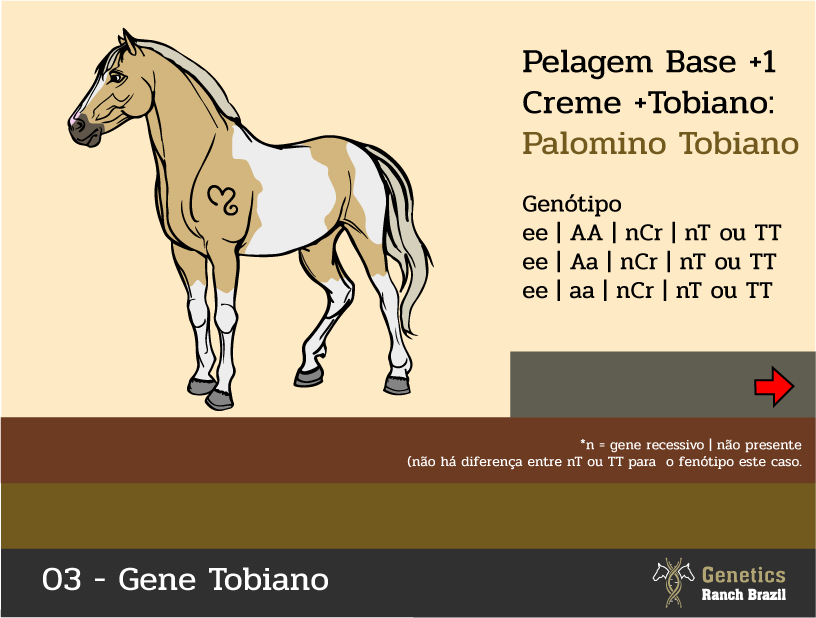 Pelagem Base +1
Creme +Tobiano:
Palomino Tobiano
Genótipo
ee | AA | nCr | nT ou TT
ee | Aa | nCr | nT ou TT
ee | aa | nCr | nT ou TT
*n = gene recessivo | não presente
(não há diferença entre nT ou TT para  o fenótipo este caso.
03 - Gene Tobiano
Genetics
Ranch Brazil